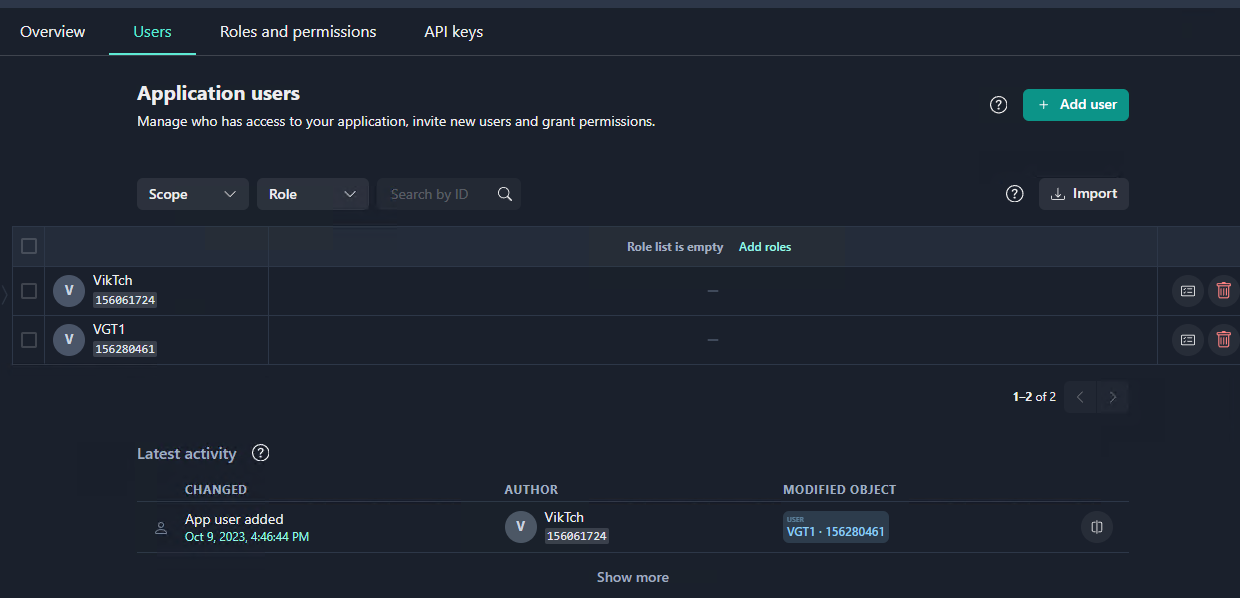 Overview Users Roles and permissions API keys
Application users
Manage who has access to your application, invite new users and grant permissions.
? + Add user
Scope Role Search by ID ? Import
Role list is empty Add roles
V VikTch
156061724
—
V VGT1
156280461
—
1–2 of 2
Latest activity ?
CHANGED AUTHOR MODIFIED OBJECT
App user added
Oct 9, 2023, 4:46:44 PM
V VikTch
156061724
USER
VGT1 · 156280461
Show more